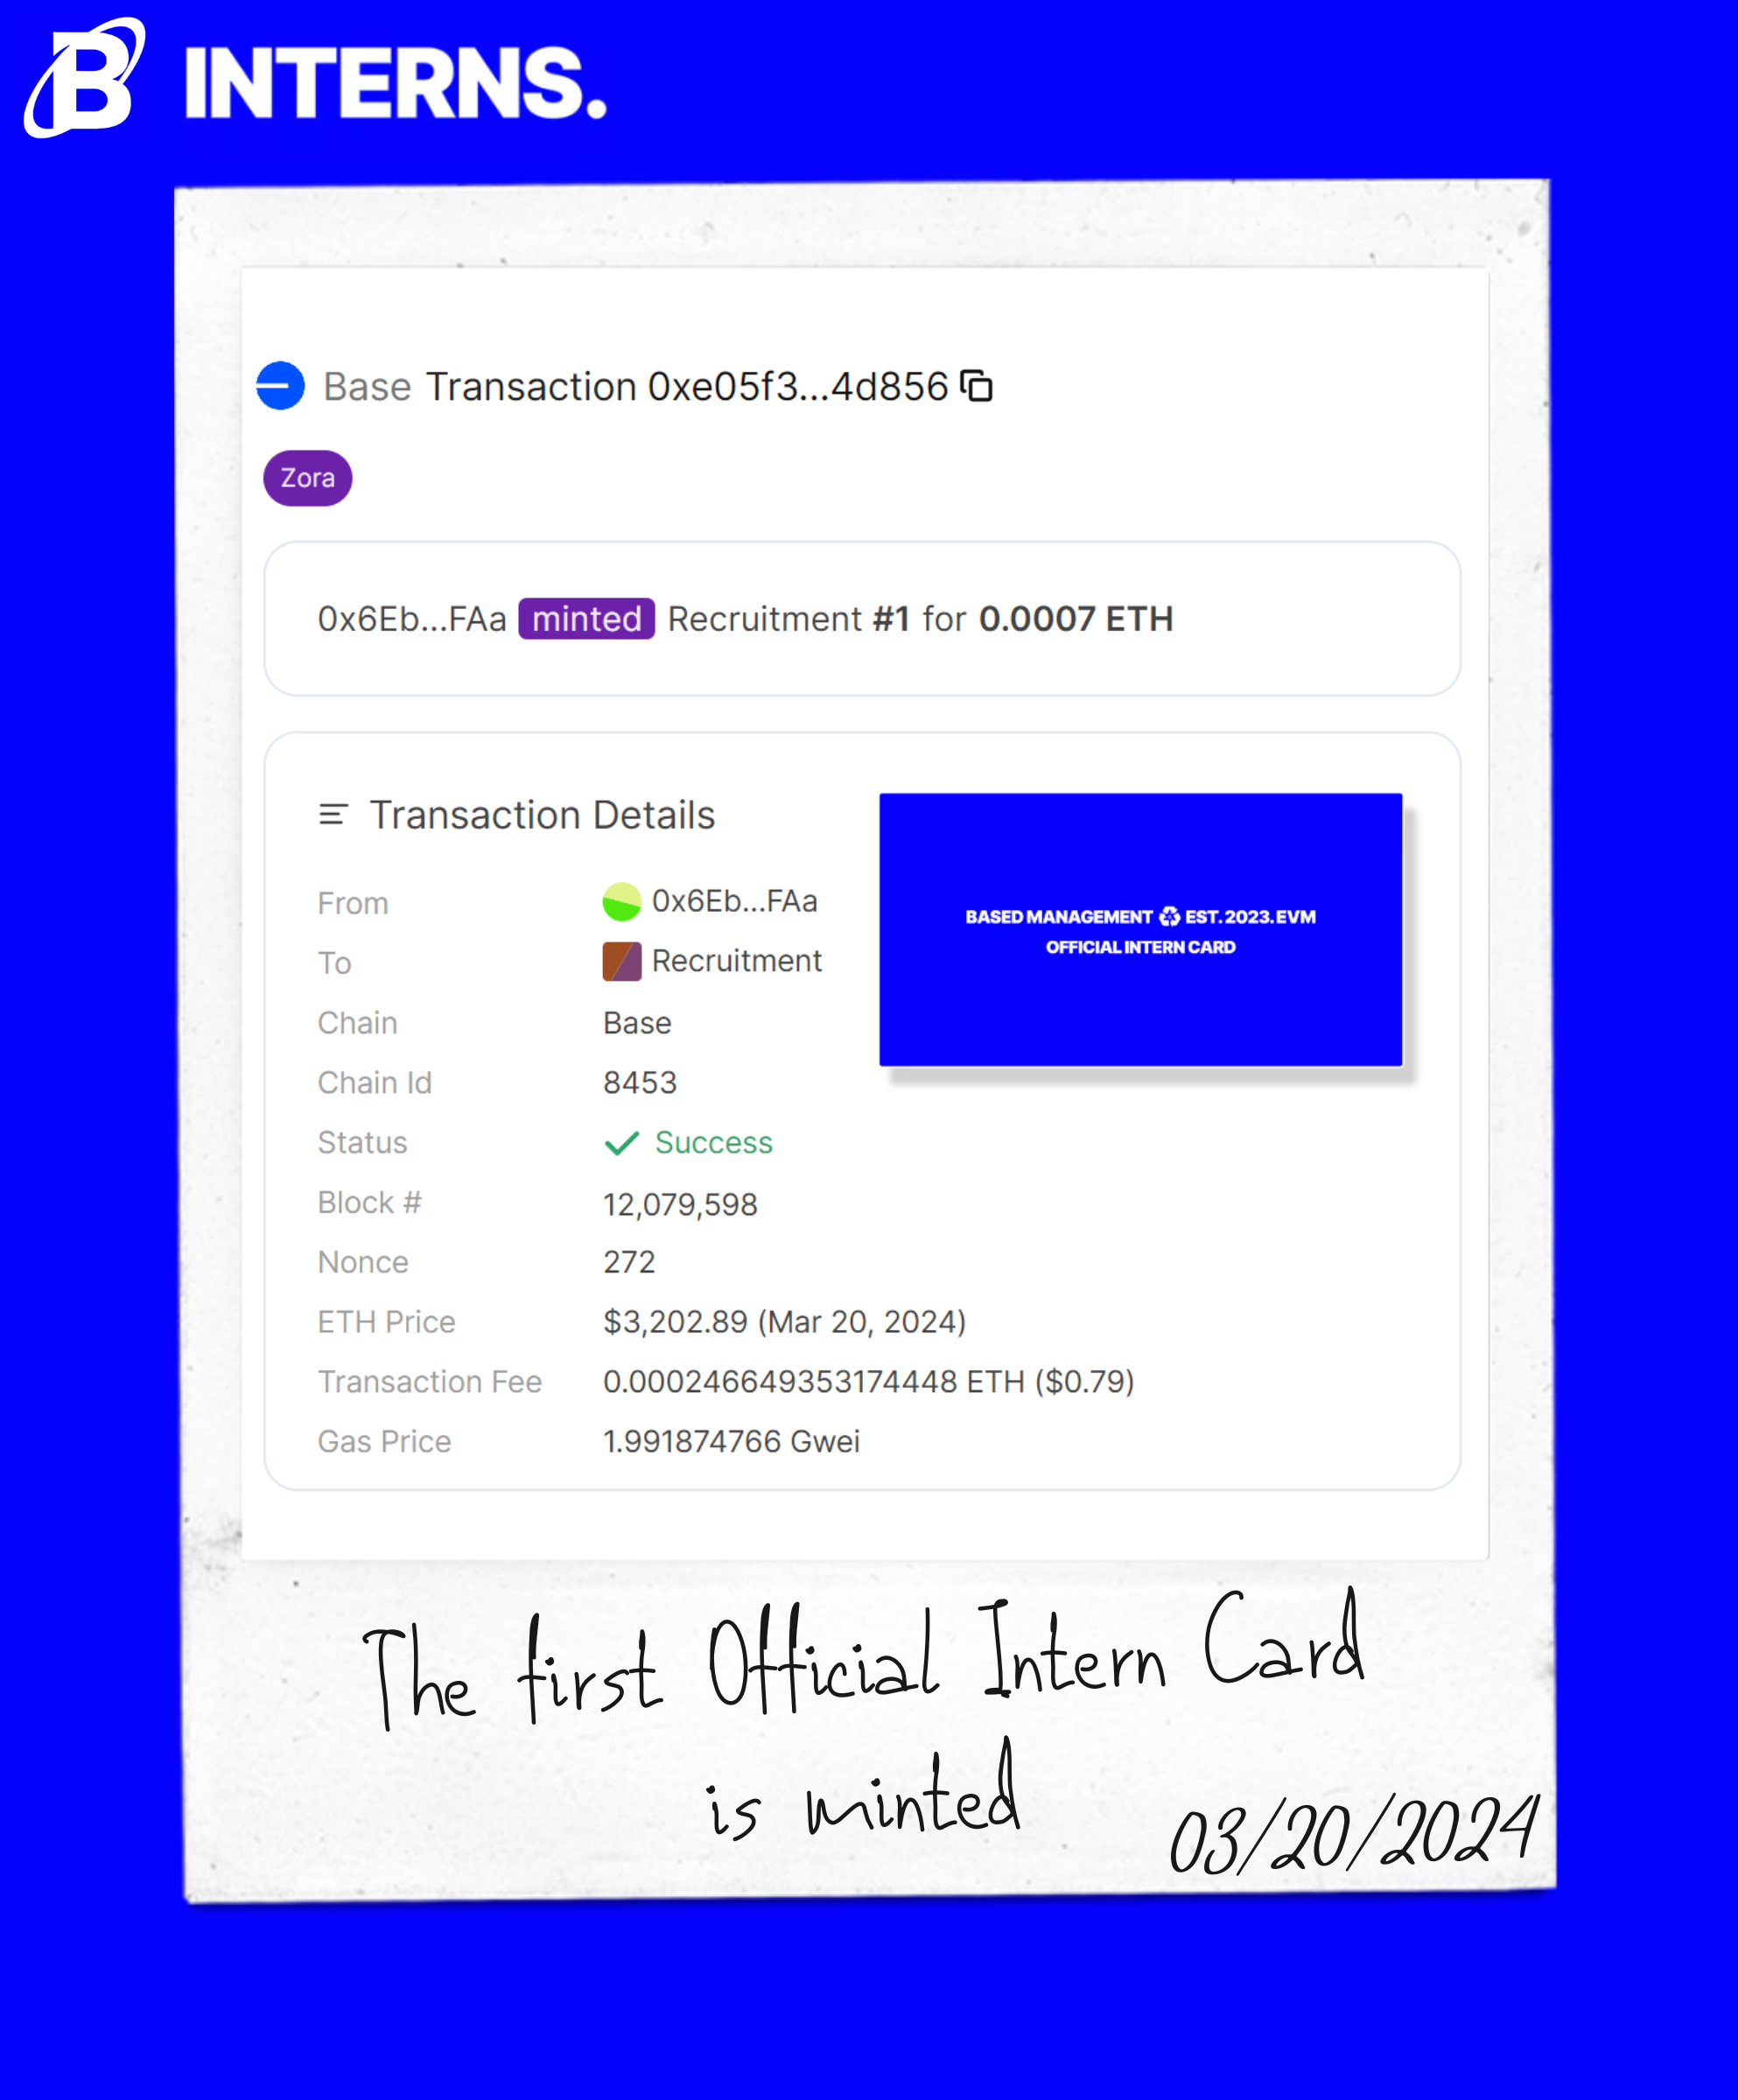 B INTERNS.
Base Transaction 0xe05f3...4d856
Zora
0x6Eb...FAa minted Recruitment #1 for 0.0007 ETH
Transaction Details
From 0x6Eb...FAa
To Recruitment
Chain Base
Chain Id 8453
Status Success
Block # 12,079,598
Nonce 272
ETH Price $3,202.89 (Mar 20, 2024)
Transaction Fee 0.000246649353174448 ETH ($0.79)
Gas Price 1.991874766 Gwei
BASED MANAGEMENT EST. 2023. EVM
OFFICIAL INTERN CARD
The first Official Intern Card
is minted
03/20/2024